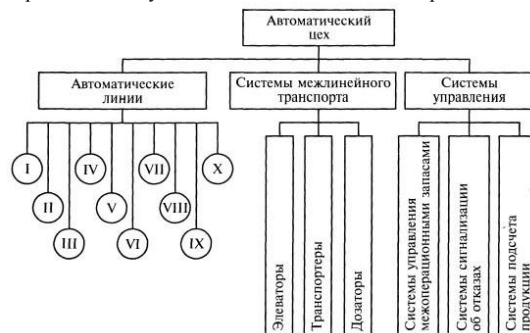 Автоматический
цех
Автоматические
линии
Системы межлинейного
транспорта
Системы
управления
I
IV
VII
X
II
V
VIII
III
VI
IX
Элеваторы
Транспортеры
Дозаторы
Системы управления
межоперационными запасами
Системы сигнализации
об отказах
Системы подсчета
продукции